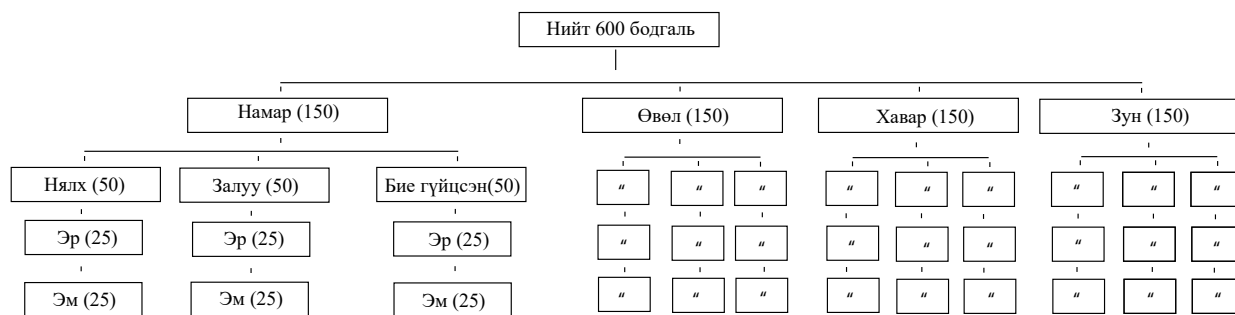 Нийт 600 бодгаль
Намар (150) Өвөл (150) Хавар (150) Зун (150)
Нялх (50) Залуу (50) Бие гүйцсэн(50) “ “ “ “ “ “ “ “ “
Эр (25) Эр (25) Эр (25) “ “ “ “ “ “ “ “ “
Эм (25) Эм (25) Эм (25) “ “ “ “ “ “ “ “ “